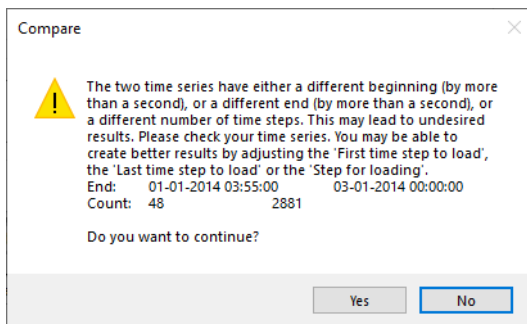 Compare
The two time series have either a different beginning (by more
than a second), or a different end (by more than a second), or
a different number of time steps. This may lead to undesired
results. Please check your time series. You may be able to
create better results by adjusting the 'First time step to load',
the 'Last time step to load' or the 'Step for loading'.
End: 01-01-2014 03:55:00 03-01-2014 00:00:00
Count: 48 2881
Do you want to continue?
Yes No